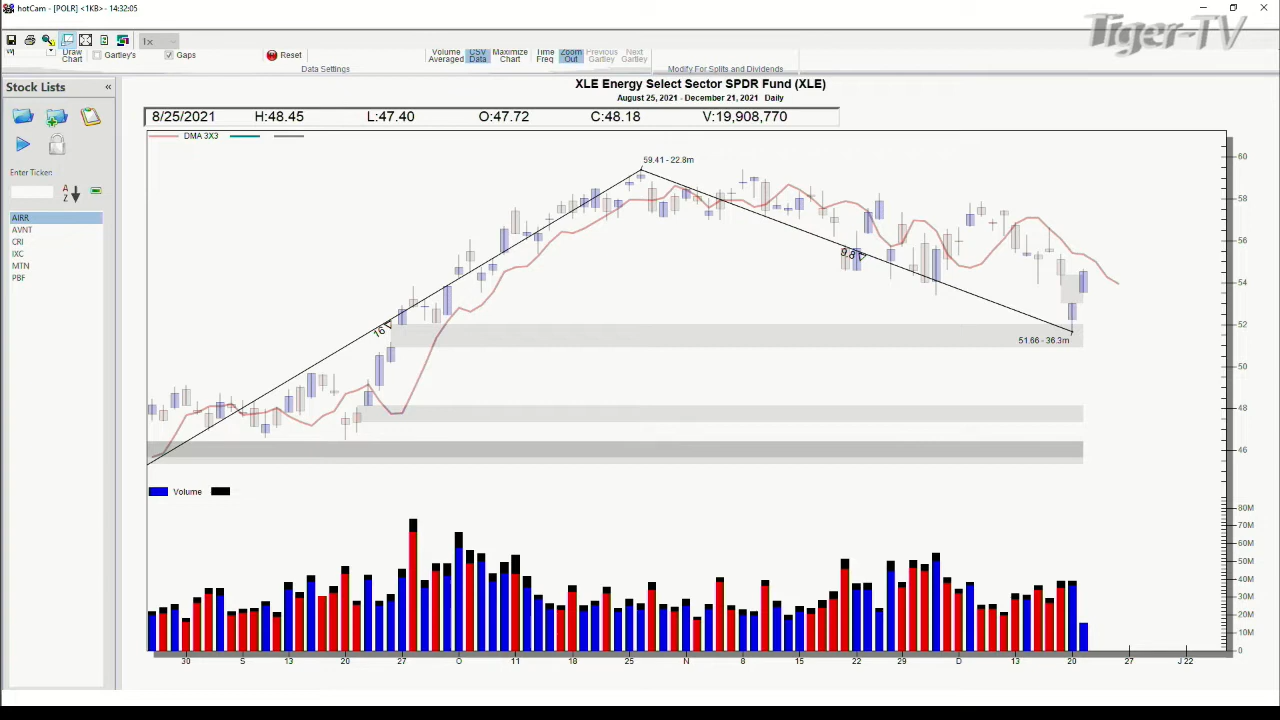 hotCam - [POLR] <1KB> - 14:32:05
Tiger-TV
Draw Chart
Gartley's
Gaps
Reset
Volume Averaged
CSV Data
Maximize Chart
Time Freq
Zoom Out
Previous Gartley
Next Gartley
1x
Data Settings
Modify For Splits and Dividends
Stock Lists «
XLE Energy Select Sector SPDR Fund (XLE)
August 25, 2021 - December 21, 2021 Daily
8/25/2021 H:48.45 L:47.40 O:47.72 C:48.18 V:19,908,770
DMA 3X3
Enter Ticker:
A
Z
AIRR
AVNT
CRI
IXC
MTN
PBF
59.41 - 22.8m
9.8
16
51.66 - 36.3m
60
58
56
54
52
50
48
46
Volume
80M
70M
60M
50M
40M
30M
20M
10M
0
30 S 13 20 27 O 11 18 25 N 8 22 29 D 13 20 27 J 22